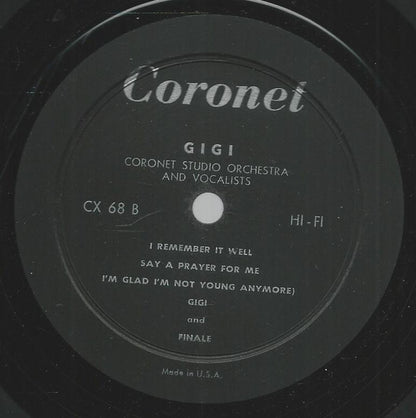 Coronet
GIGI
CORONET STUDIO ORCHESTRA
AND VOCALISTS
CX 68 B
HI-FI
I REMEMBER IT WELL
SAY A PRAYER FOR ME
I'M GLAD I'M NOT YOUNG ANYMORE)
GIGI
and
FINALE
Made in U.S.A.